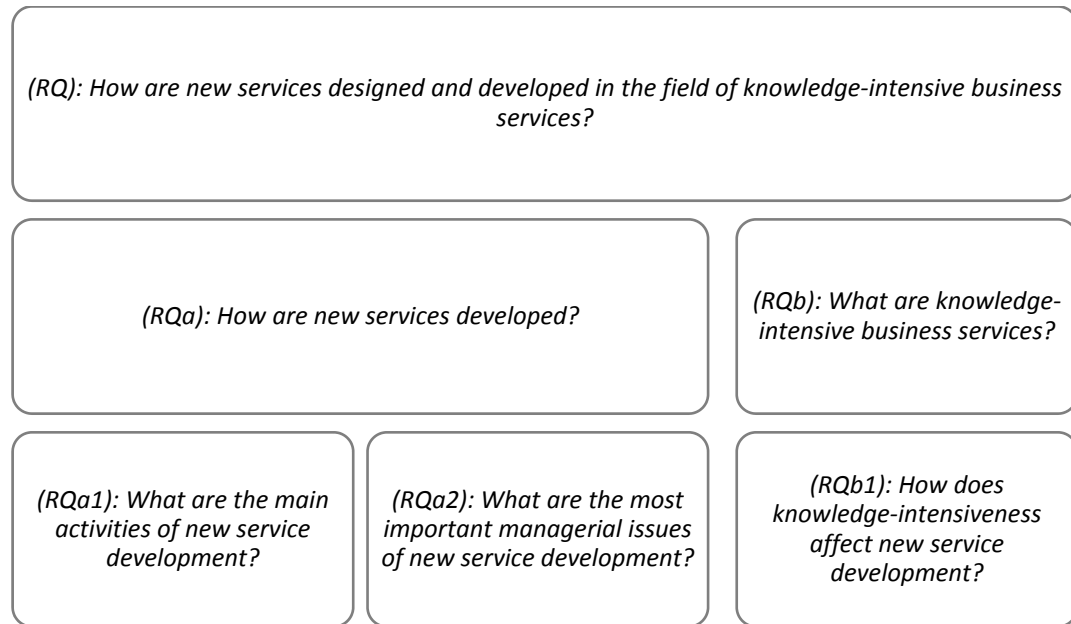 (RQ): How are new services designed and developed in the field of knowledge-intensive business
services?
(RQa): How are new services developed?
(RQb): What are knowledge-
intensive business services?
(RQa1): What are the main
activities of new service
development?
(RQa2): What are the most
important managerial issues
of new service development?
(RQb1): How does
knowledge-intensiveness
affect new service
development?